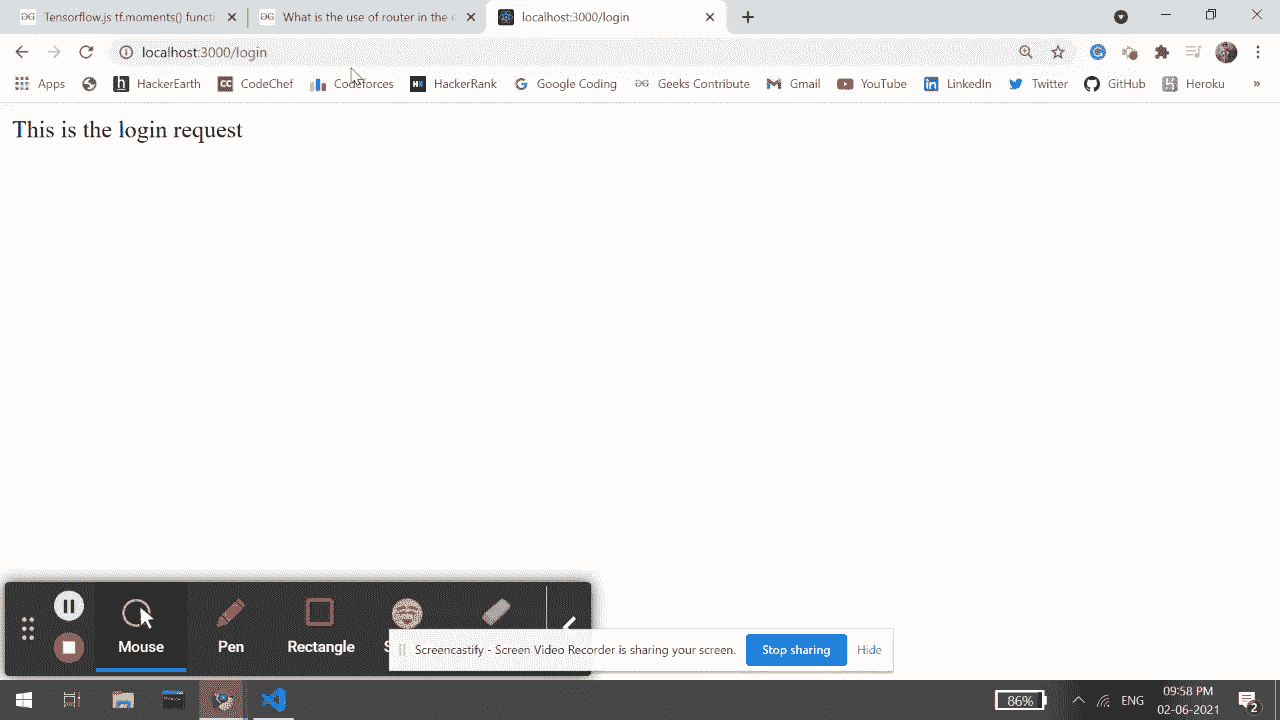 Tensorflow.js tf.moments() functi
What is the use of router in the e
localhost:3000/login
localhost:3000/login
Apps HackerEarth CodeChef Codeforces HackerRank Google Coding Geeks Contribute Gmail YouTube LinkedIn Twitter GitHub Heroku »
This is the login request
Mouse Pen Rectangle S
Screencastify - Screen Video Recorder is sharing your screen. Stop sharing Hide
86% ENG 09:58 PM
02-06-2021 2